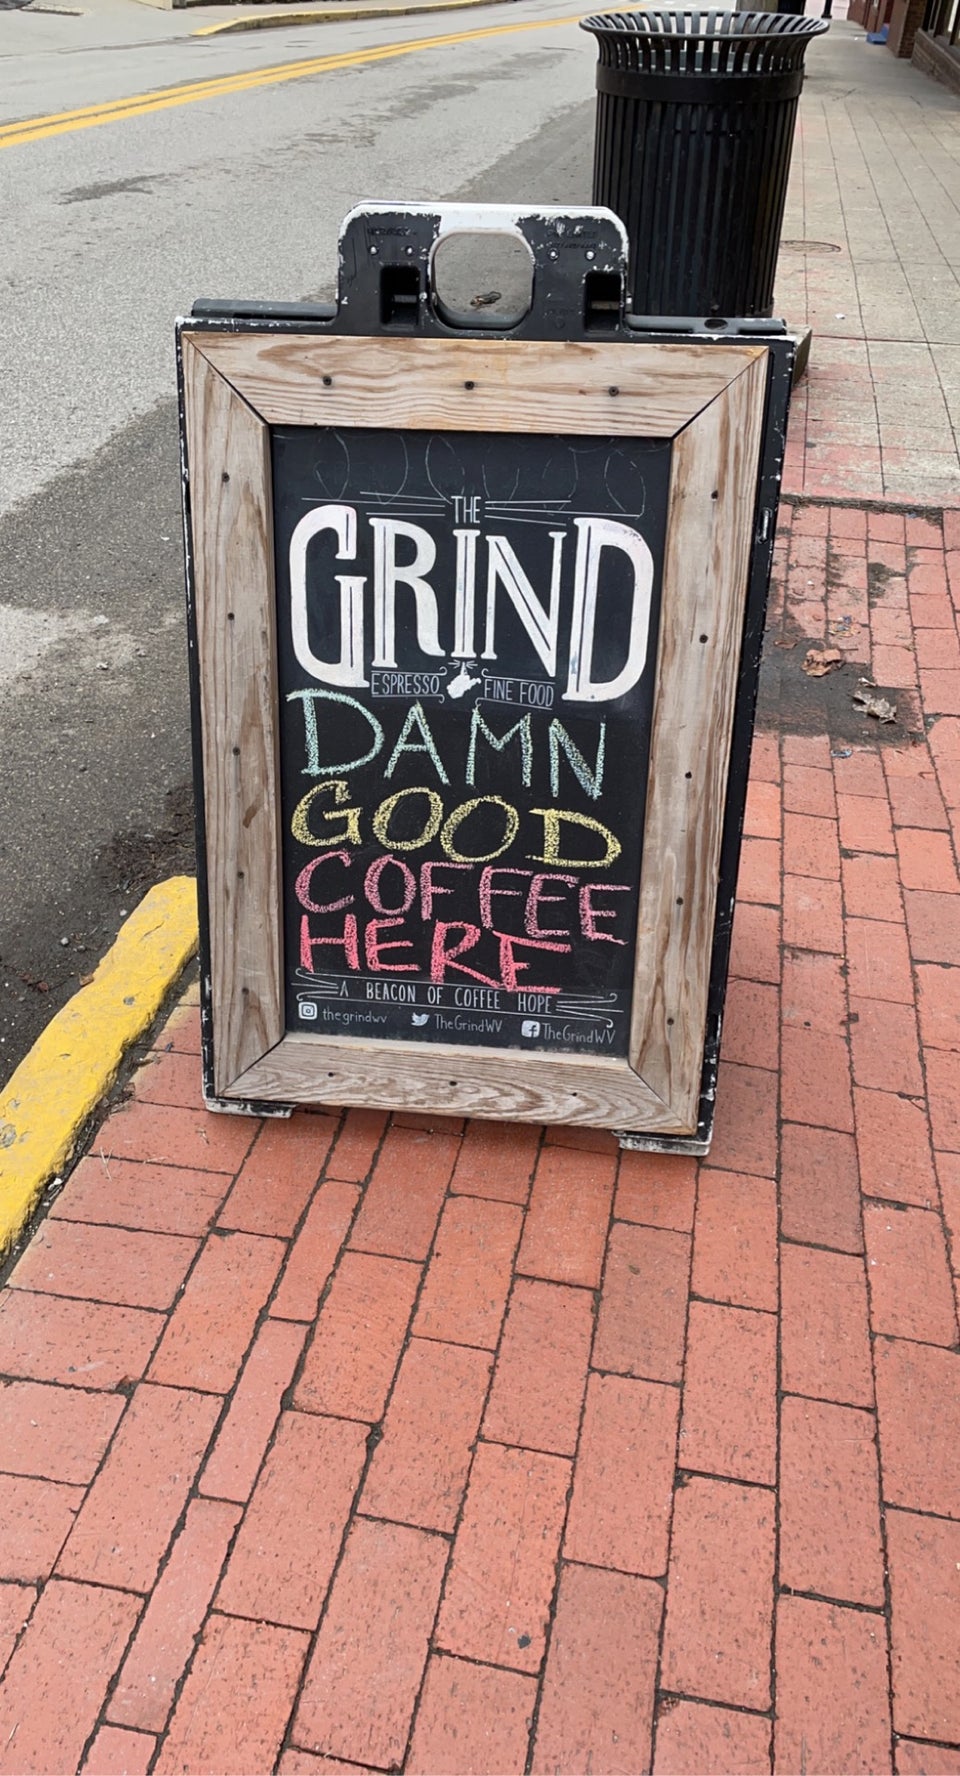 THE
GRIND
ESPRESSO FINE FOOD
DAMN
GOOD
COFFEE
HERE
A BEACON OF COFFEE HOPE
thegrindwv TheGrindWV TheGrindWV